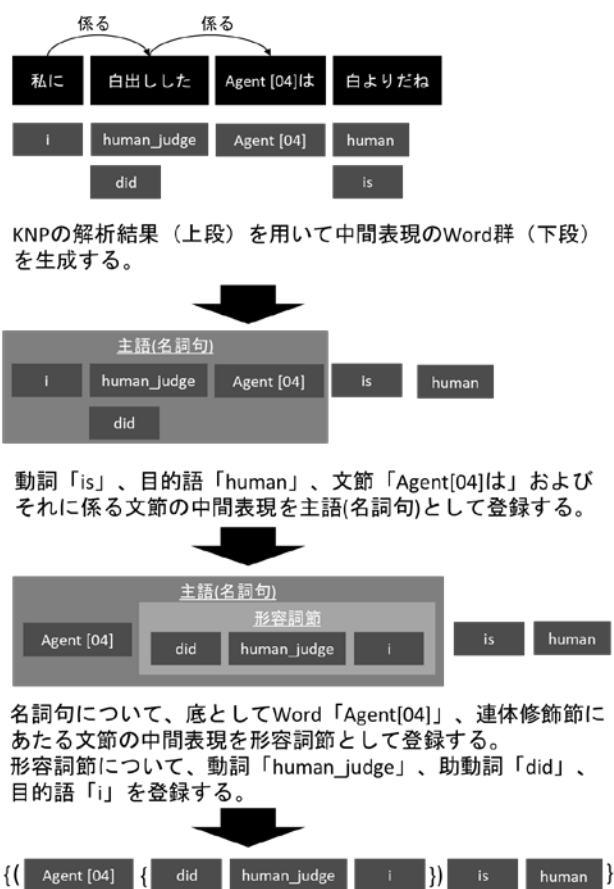 係る 係る
私に 白出しした Agent [04]は 白よりだね
i human_judge Agent [04] human
did is
KNPの解析結果（上段）を用いて中間表現のWord群（下段）
を生成する。
主語(名詞句)
i human_judge Agent [04] is human
did
動詞「is」、目的語「human」、文節「Agent[04]は」および
それに係る文節の中間表現を主語(名詞句)として登録する。
主語(名詞句)
形容詞節
Agent [04] did human_judge i is human
名詞句について、底としてWord「Agent[04]」、連体修飾節に
あたる文節の中間表現を形容詞節として登録する。
形容詞節について、動詞「human_judge」、助動詞「did」、
目的語「i」を登録する。
{( Agent [04] { did human_judge i }) is human }